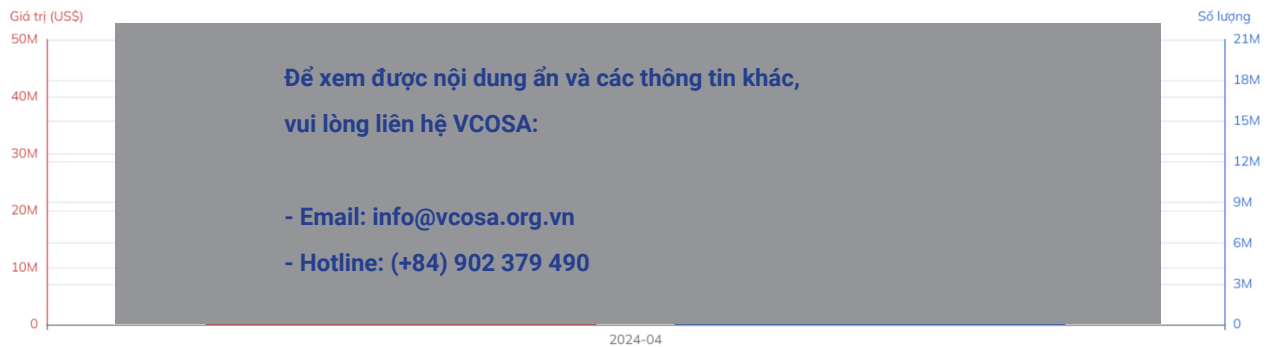 Giá trị (US$)
Số lượng
50M
21M
Để xem được nội dung ẩn và các thông tin khác,
18M
40M
vui lòng liên hệ VCOSA:
15M
30M
12M
20M
- Email: info@vcosa.org.vn
9M
6M
10M
- Hotline: (+84) 902 379 490
3M
0
0
2024-04